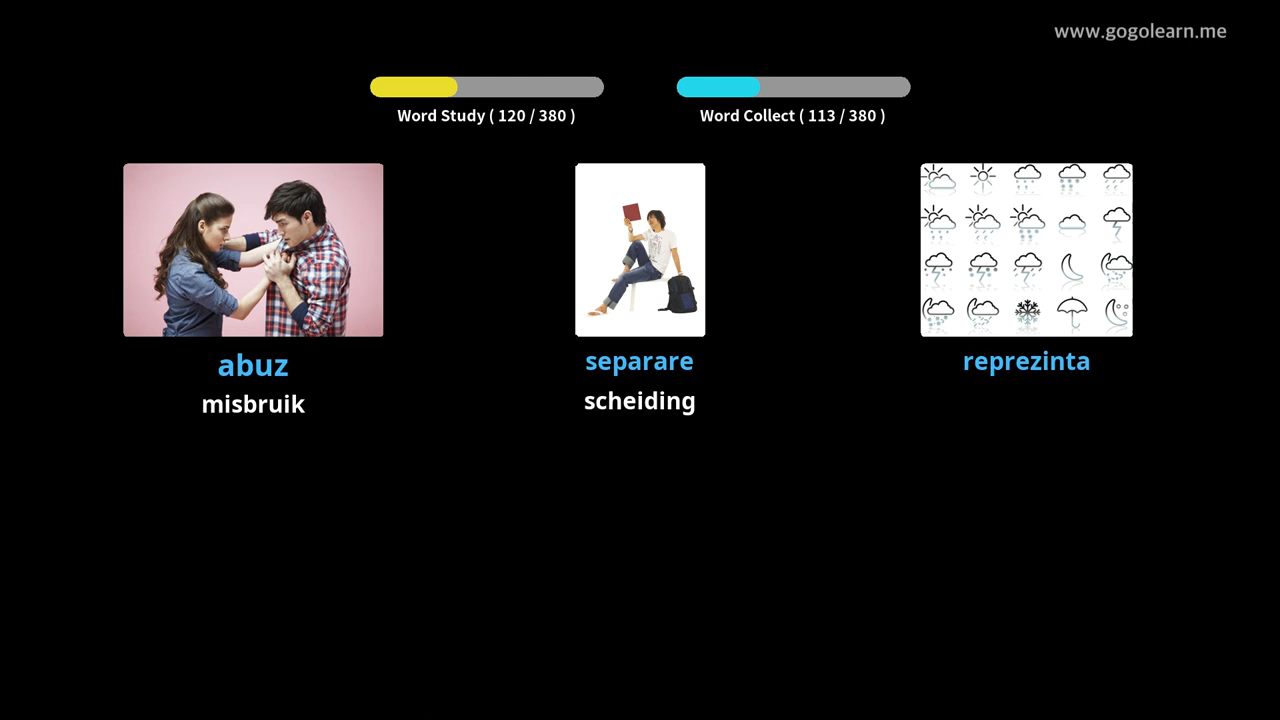 www.gogolearn.me
Word Study ( 120 / 380 )
Word Collect ( 113 / 380 )
abuz
misbruik
separare
scheiding
reprezinta